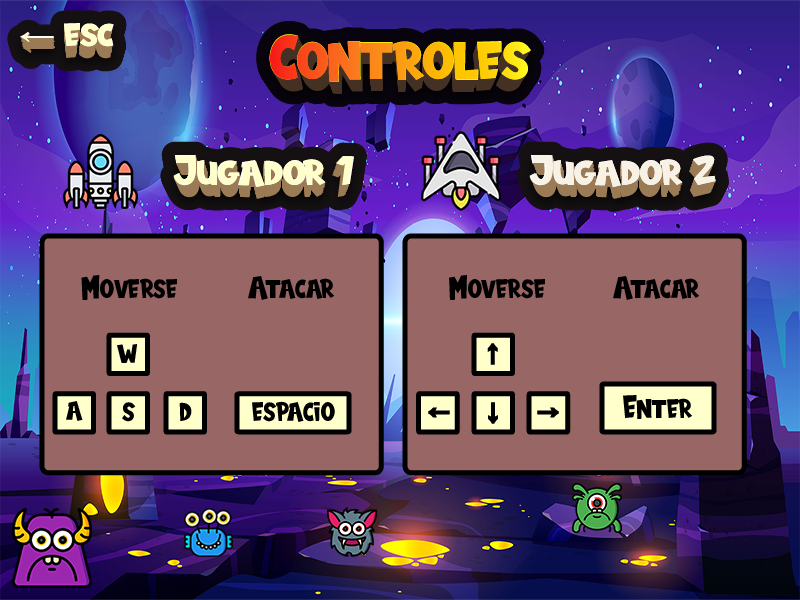 ← ESC
CONTROLES
JUGADOR 1
JUGADOR 2
MOVERSE ATACAR
W
A S D ESPACIO
MOVERSE ATACAR
↑
← ↓ → ENTER